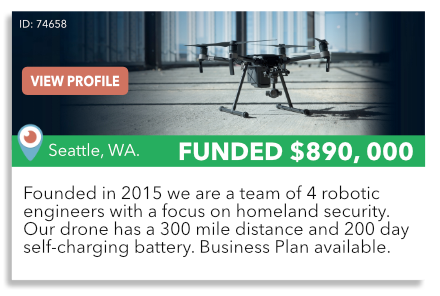 ID: 74658
VIEW PROFILE
Seattle, WA.
FUNDED $890, 000
Founded in 2015 we are a team of 4 robotic
engineers with a focus on homeland security.
Our drone has a 300 mile distance and 200 day
self-charging battery. Business Plan available.